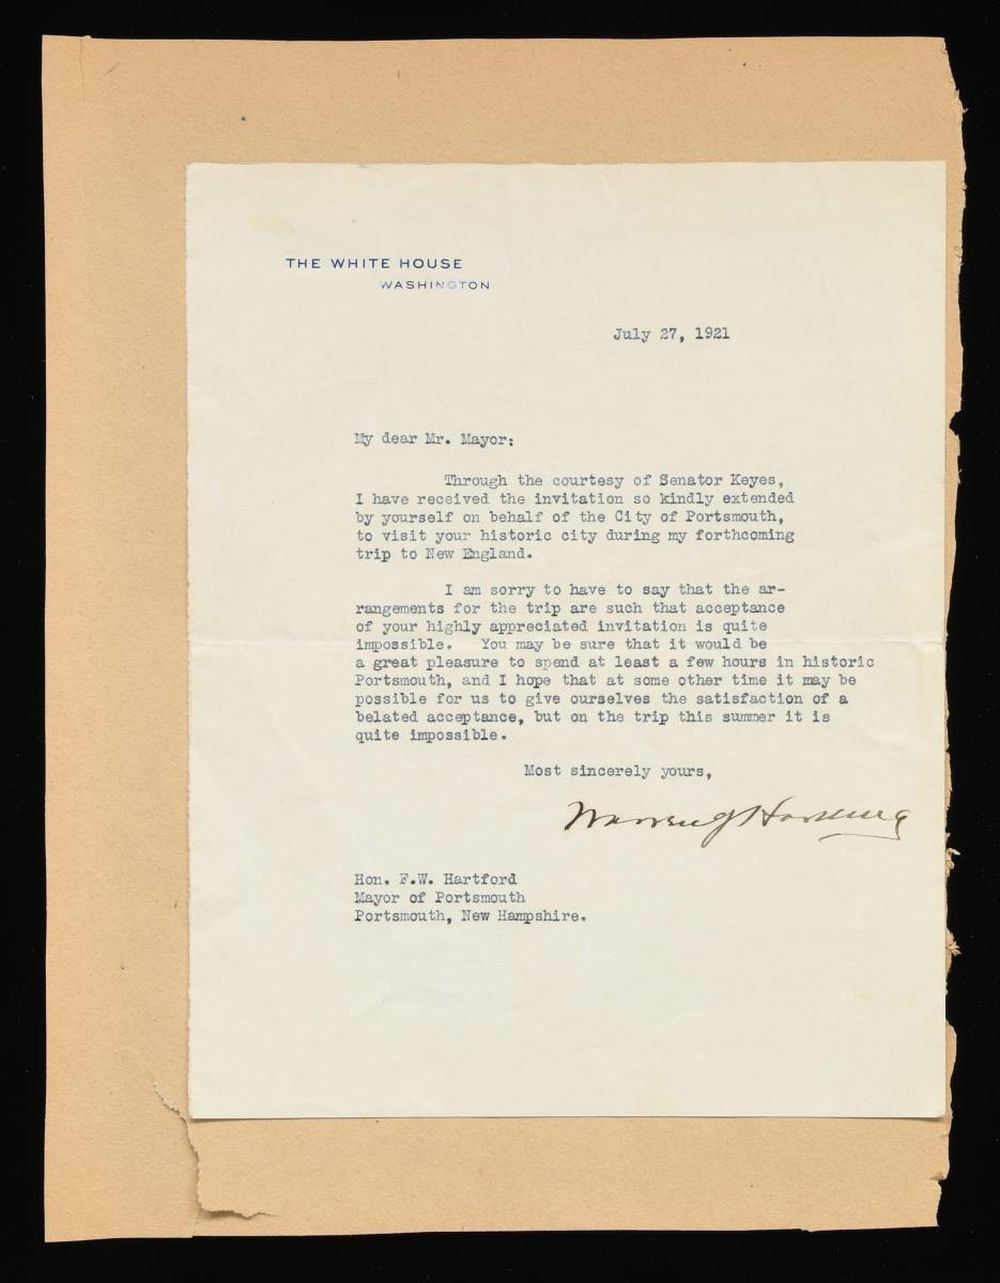 THE WHITE HOUSE
WASHINGTON
July 27, 1921
My dear Mr. Mayor:
Through the courtesy of Senator Keyes,
I have received the invitation so kindly extended
by yourself on behalf of the City of Portsmouth,
to visit your historic city during my forthcoming
trip to New England.
I am sorry to have to say that the ar-
rangements for the trip are such that acceptance
of your highly appreciated invitation is quite
impossible. You may be sure that it would be
a great pleasure to spend at least a few hours in historic
Portsmouth, and I hope that at some other time it may be
possible for us to give ourselves the satisfaction of a
belated acceptance, but on the trip this summer it is
quite impossible.
Most sincerely yours,
Warren G Harding
Hon. F.W. Hartford
Mayor of Portsmouth
Portsmouth, New Hampshire.